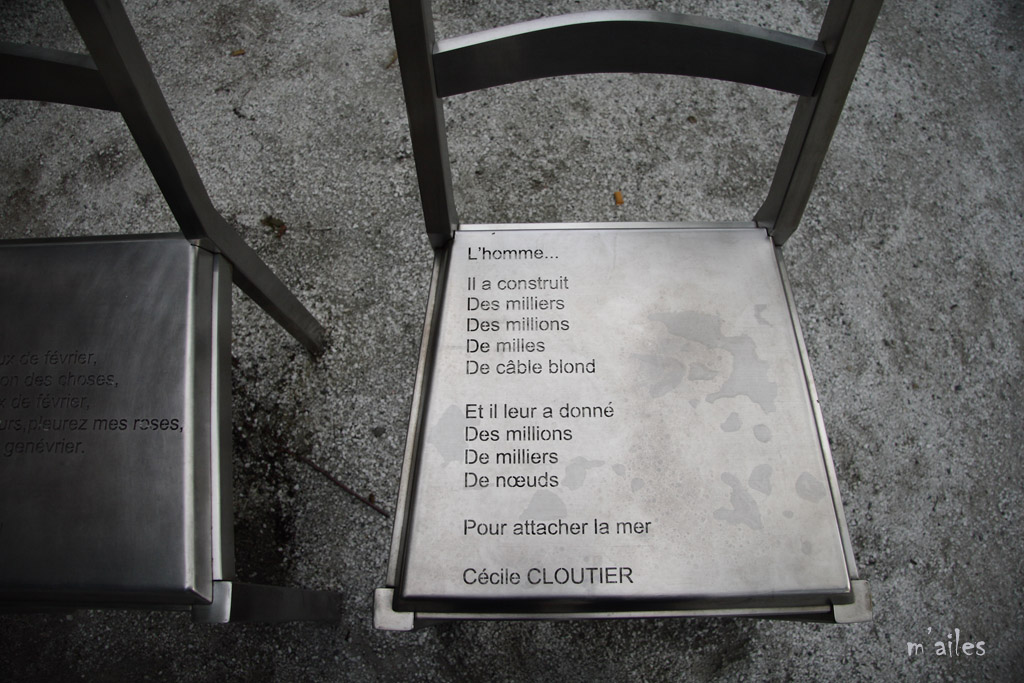 x de février,
on des choses,
x de février,
urs, pleurez mes roses,
genévrier.
L'homme...
Il a construit
Des milliers
Des millions
De milles
De câble blond
Et il leur a donné
Des millions
De milliers
De nœuds
Pour attacher la mer
Cécile CLOUTIER
m'ailes